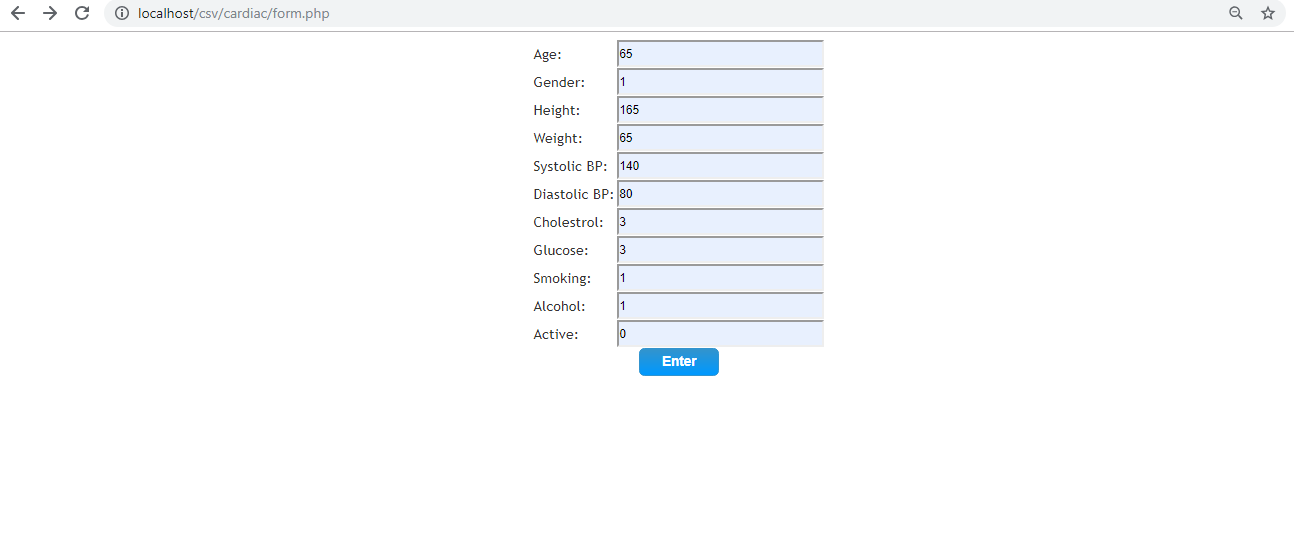 localhost/csv/cardiac/form.php
Age: 65
Gender: 1
Height: 165
Weight: 65
Systolic BP: 140
Diastolic BP: 80
Cholestrol: 3
Glucose: 3
Smoking: 1
Alcohol: 1
Active: 0
Enter